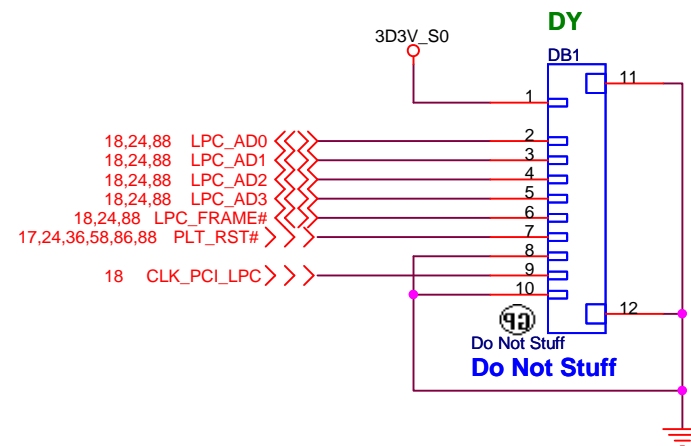 DY
3D3V_S0
DB1
11
1
18,24,88 LPC_AD0 2
18,24,88 LPC_AD1 3
18,24,88 LPC_AD2 4
18,24,88 LPC_AD3 5
18,24,88 LPC_FRAME# 6
17,24,36,58,86,88 PLT_RST# 7
8
18 CLK_PCI_LPC 9
10
12
Do Not Stuff
Do Not Stuff